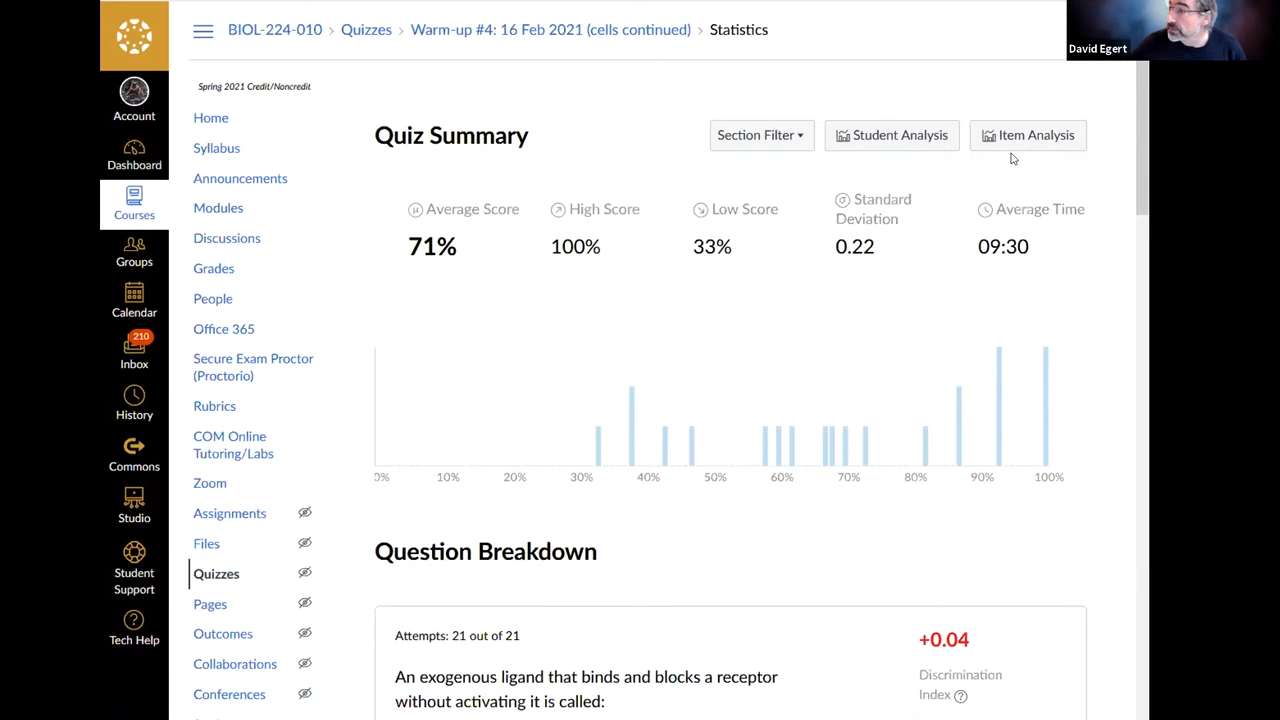 BIOL-224-010 › Quizzes › Warm-up #4: 16 Feb 2021 (cells continued) › Statistics
David Egert
Account
Dashboard
Courses
Groups
Calendar
210
Inbox
History
Commons
Studio
Student
Support
Tech Help
Spring 2021 Credit/Noncredit
Home
Syllabus
Announcements
Modules
Discussions
Grades
People
Office 365
Secure Exam Proctor
(Proctorio)
Rubrics
COM Online
Tutoring/Labs
Zoom
Assignments
Files
Quizzes
Pages
Outcomes
Collaborations
Conferences
Quiz Summary
Section Filter
Student Analysis
Item Analysis
Average Score
High Score
Low Score
Standard
Deviation
Average Time
71%
100%
33%
0.22
09:30
0% 10% 20% 30% 40% 50% 60% 70% 80% 90% 100%
Question Breakdown
Attempts: 21 out of 21
+0.04
Discrimination
Index ?
An exogenous ligand that binds and blocks a receptor
without activating it is called: